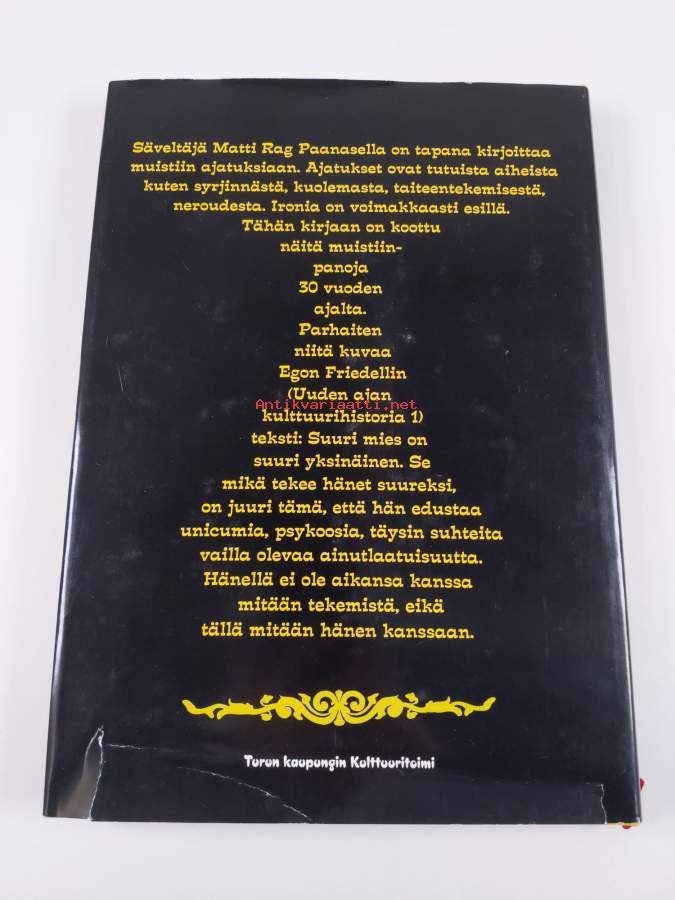 Säveltäjä Matti Rag Paanasella on tapana kirjoittaa
muistiin ajatuksiaan. Ajatukset ovat tutuista aiheista
kuten syrjinnästä, kuolemasta, taiteentekemisestä,
neroudesta. Ironia on voimakkaasti esillä.
Tähän kirjaan on koottu
näitä muistiin-
panoja
30 vuoden
ajalta.
Parhaiten
niitä kuvaa
Egon Friedellin
(Uuden ajan
Antikvariaatti.net
kulttuurihistoria 1)
teksti: Suuri mies on
suuri yksinäinen. Se
mikä tekee hänet suureksi,
on juuri tämä, että hän edustaa
unicumia, psykoosia, täysin suhteita
vailla olevaa ainutlaatuisuutta.
Hänellä ei ole aikansa kanssa
mitään tekemistä, eikä
tällä mitään hänen kanssaan.
Turun kaupungin Kulttuuritoimi